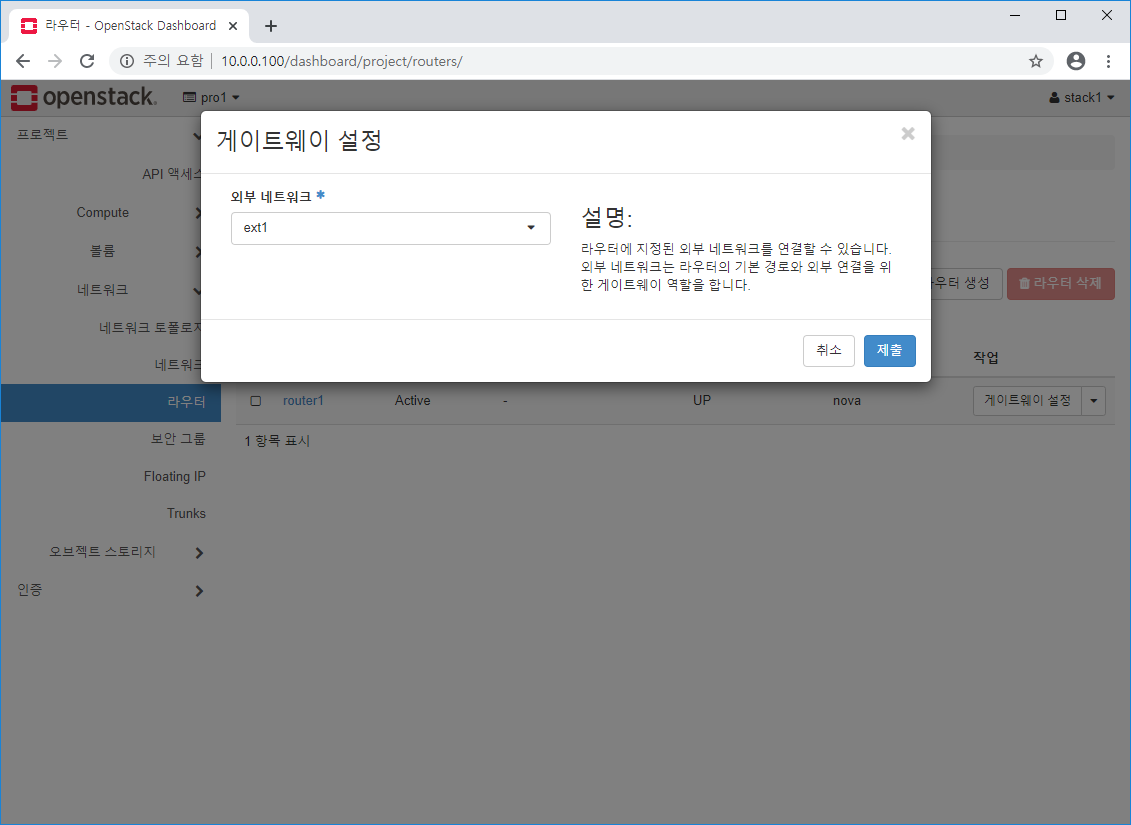 라우터 - OpenStack Dashboard
주의 요함 | 10.0.0.100/dashboard/project/routers/
openstack. pro1 stack1
프로젝트
API 액세스
Compute
볼륨
네트워크
네트워크 토폴로지
네트워크
라우터
보안 그룹
Floating IP
Trunks
오브젝트 스토리지
인증
게이트웨이 설정
외부 네트워크 *
ext1
설명:
라우터에 지정된 외부 네트워크를 연결할 수 있습니다.
외부 네트워크는 라우터의 기본 경로와 외부 연결을 위
한 게이트웨이 역할을 합니다.
취소 제출
라우터 생성 라우터 삭제
작업
router1 Active - UP nova 게이트웨이 설정
1 항목 표시